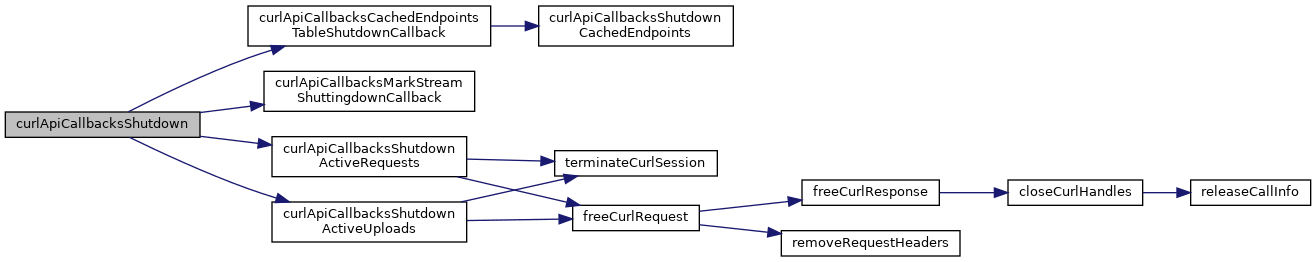 curlApiCallbacksShutdown
curlApiCallbacksCachedEndpoints
TableShutdownCallback
curlApiCallbacksShutdown
CachedEndpoints
curlApiCallbacksMarkStream
ShuttingdownCallback
curlApiCallbacksShutdown
ActiveRequests
curlApiCallbacksShutdown
ActiveUploads
terminateCurlSession
freeCurlRequest
freeCurlResponse
closeCurlHandles
releaseCallInfo
removeRequestHeaders